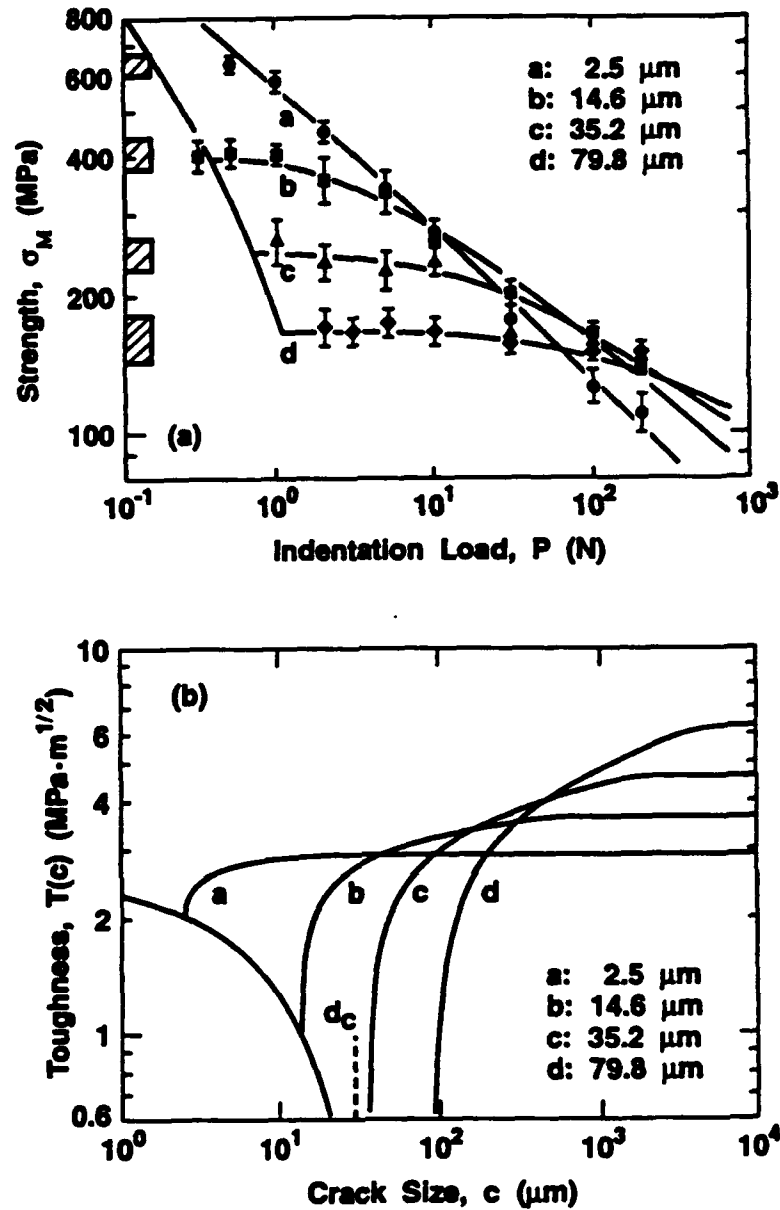 800
600
400
200
100
Strength, σM (MPa)
a: 2.5 μm
b: 14.6 μm
c: 35.2 μm
d: 79.8 μm
a
b
c
d
(a)
10-1
100
101
102
103
Indentation Load, P (N)
10
6
4
2
1
0.6
Toughness, T(c) (MPa·m1/2)
(b)
a
b
c
d
dc
a: 2.5 μm
b: 14.6 μm
c: 35.2 μm
d: 79.8 μm
100
101
102
103
104
Crack Size, c (μm)